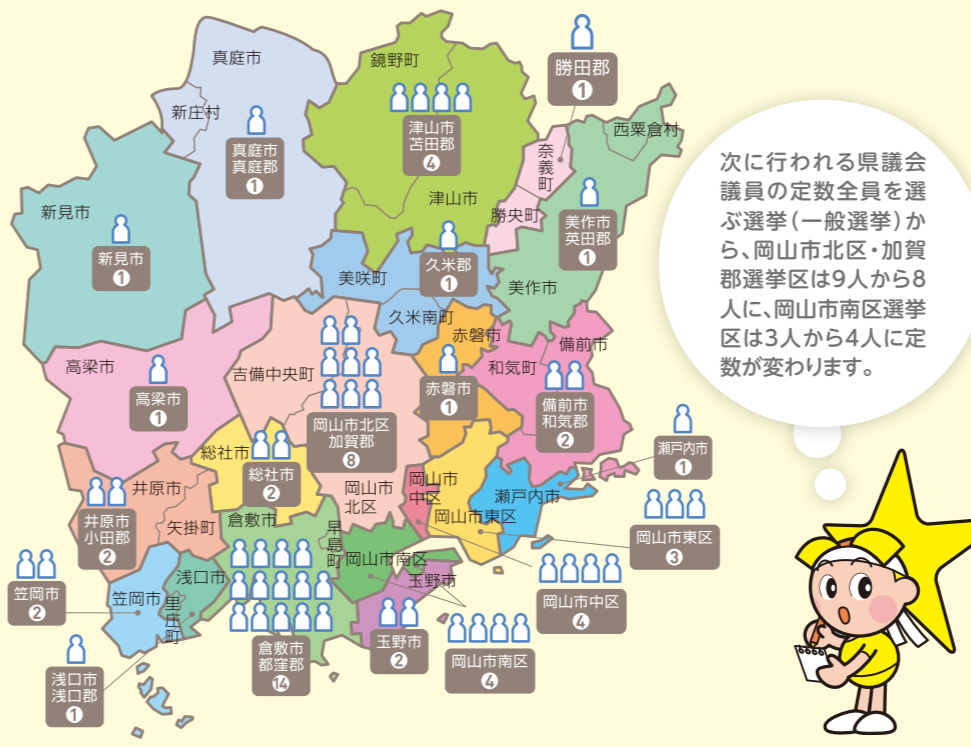 真庭市
新庄村
真庭市
真庭郡
1
鏡野町
津山市
苫田郡
4
津山市
勝田郡
1
奈義町
勝央町
西粟倉村
美作市
英田郡
1
美作市
新見市
新見市
1
美咲町
久米郡
1
久米南町
高梁市
高梁市
1
吉備中央町
岡山市北区
加賀郡
8
岡山市
北区
赤磐市
赤磐市
1
和気町
備前市
備前市
和気郡
2
瀬戸内市
1
瀬戸内市
総社市
総社市
2
井原市
井原市
小田郡
2
矢掛町
岡山市
中区
岡山市東区
岡山市東区
3
岡山市中区
4
倉敷市
早島町
倉敷市
都窪郡
14
岡山市南区
岡山市南区
4
玉野市
玉野市
2
笠岡市
2
笠岡市
浅口市
里庄町
浅口市
浅口郡
1
次に行われる県議会
議員の定数全員を選
ぶ選挙(一般選挙)か
ら、岡山市北区・加賀
郡選挙区は9人から8
人に、岡山市南区選挙
区は3人から4人に定
数が変わります。